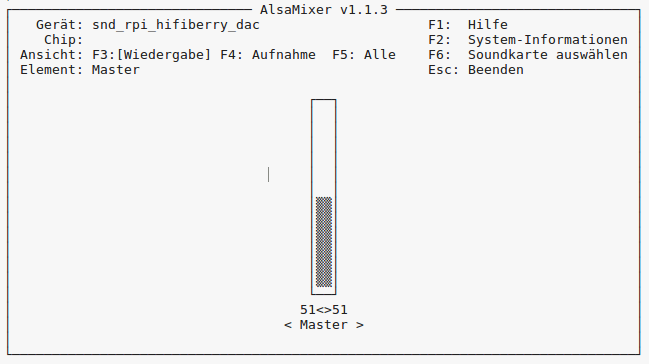 AlsaMixer v1.1.3
Gerät: snd_rpi_hifiberry_dac F1: Hilfe
Chip: F2: System-Informationen
Ansicht: F3:[Wiedergabe] F4: Aufnahme F5: Alle F6: Soundkarte auswählen
Element: Master Esc: Beenden
51<>51
< Master >